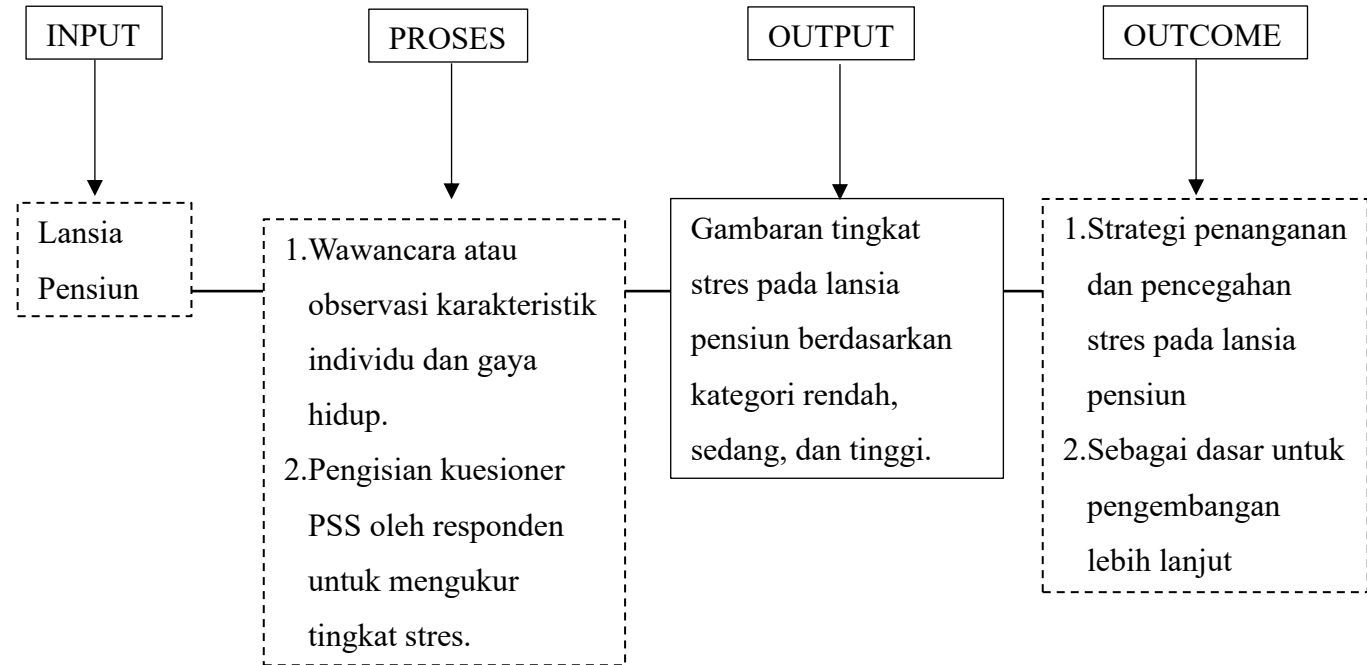 INPUT
PROSES
OUTPUT
OUTCOME
Lansia
Pensiun
1.Wawancara atau
observasi karakteristik
individu dan gaya
hidup.
2.Pengisian kuesioner
PSS oleh responden
untuk mengukur
tingkat stres.
Gambaran tingkat
stres pada lansia
pensiun berdasarkan
kategori rendah,
sedang, dan tinggi.
1.Strategi penanganan
dan pencegahan
stres pada lansia
pensiun
2.Sebagai dasar untuk
pengembangan
lebih lanjut